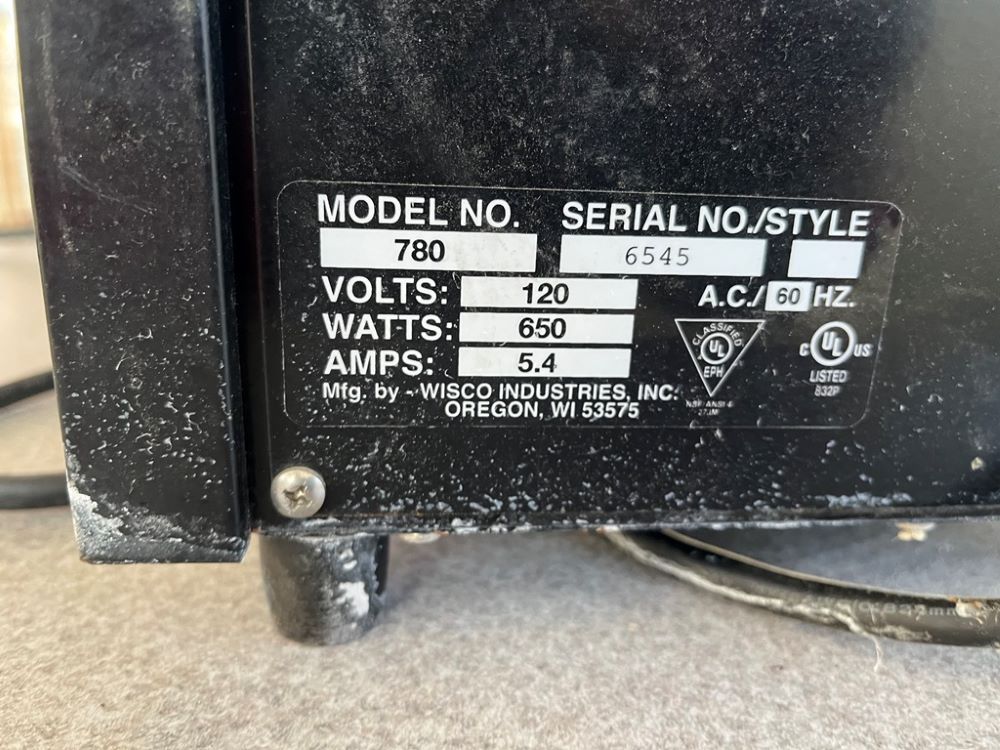 MODEL NO. SERIAL NO./STYLE
780 6545
VOLTS: 120 A.C./60 HZ.
WATTS: 650
AMPS: 5.4
CLASSIFIED
UL
EPH
C UL US
LISTED
832P
Mfg. by - WISCO INDUSTRIES, INC.
OREGON, WI 53575